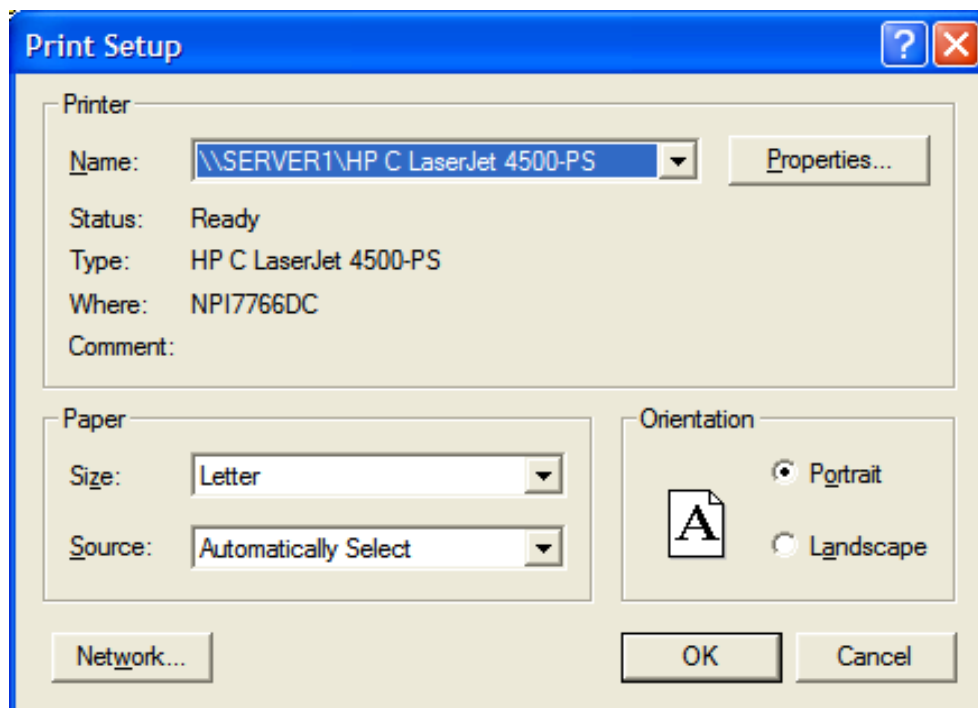 Print Setup
Printer
Name: \\SERVER1\HP C LaserJet 4500-PS Properties...
Status: Ready
Type: HP C LaserJet 4500-PS
Where: NPI7766DC
Comment:
Paper
Size: Letter
Source: Automatically Select
Orientation
A
Portrait
Landscape
Network... OK Cancel